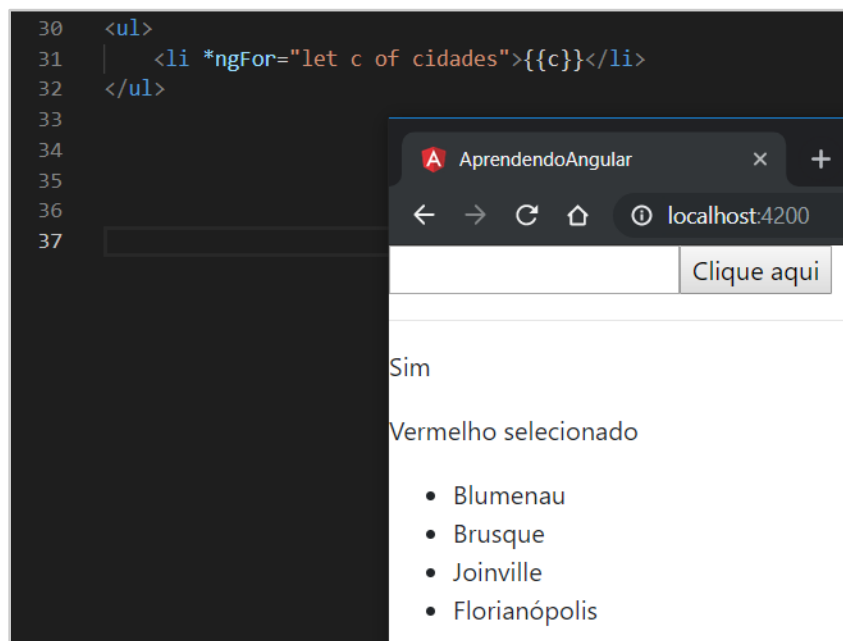 30 <ul>
31 <li *ngFor="let c of cidades">{{c}}</li>
32 </ul>
33
34
35
36
37
AprendendoAngular
localhost:4200
Clique aqui
Sim
Vermelho selecionado
Blumenau
Brusque
Joinville
Florianópolis